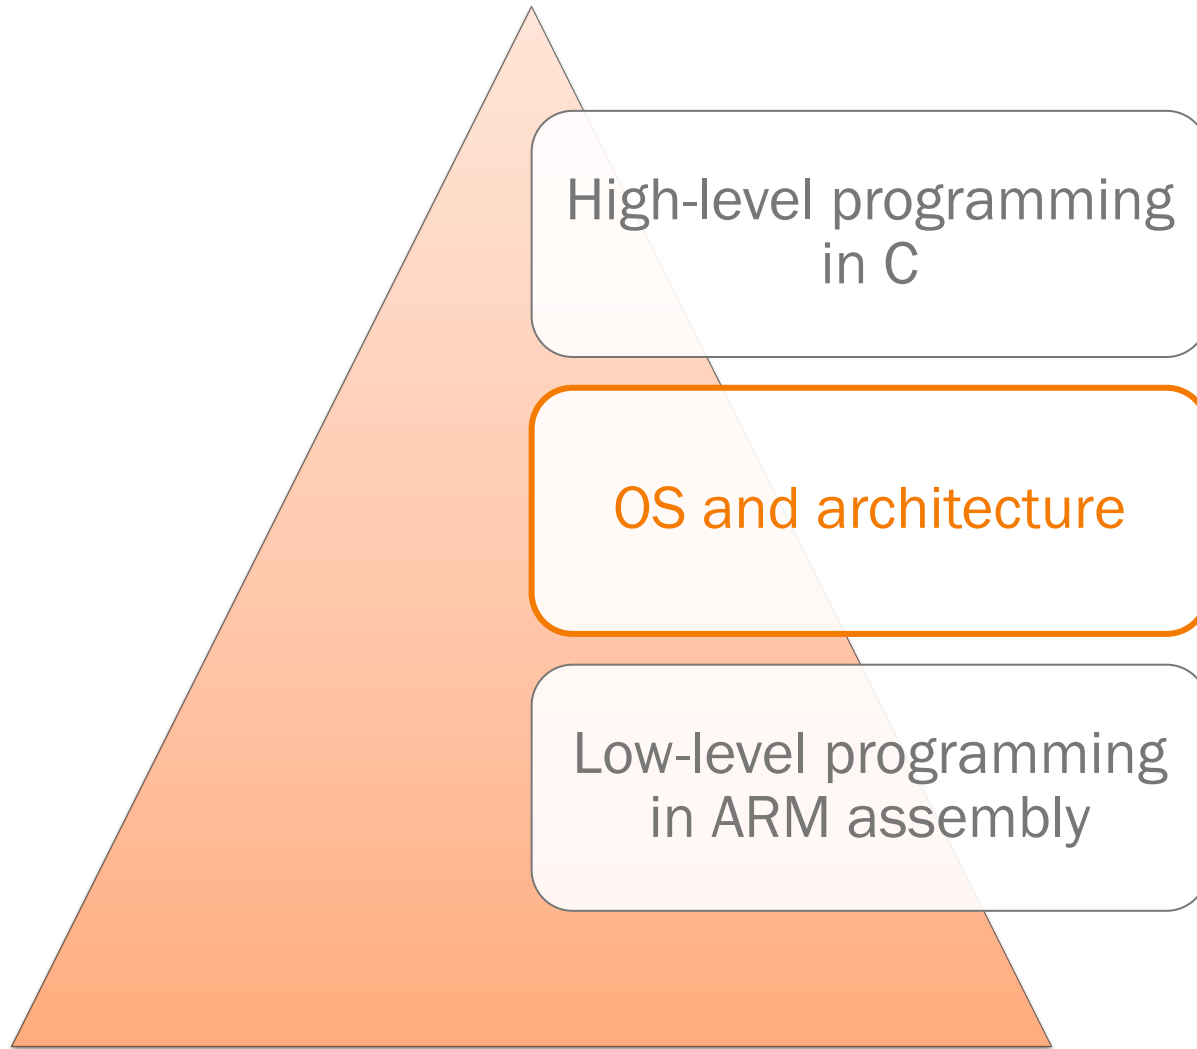 High-level programming
in C
OS and architecture
Low-level programming
in ARM assembly